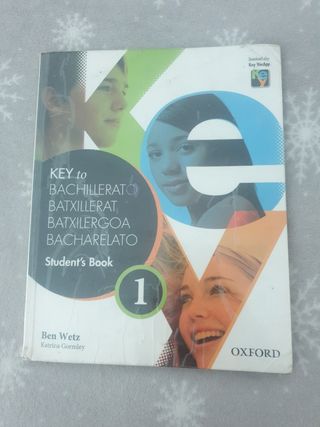 Key
KEY to
BACHILLERATO
BATXILLERAT
BATXILERGOA
BACHARELATO
Student's Book
1
Ben Wetz
Katrina Gormley
OXFORD